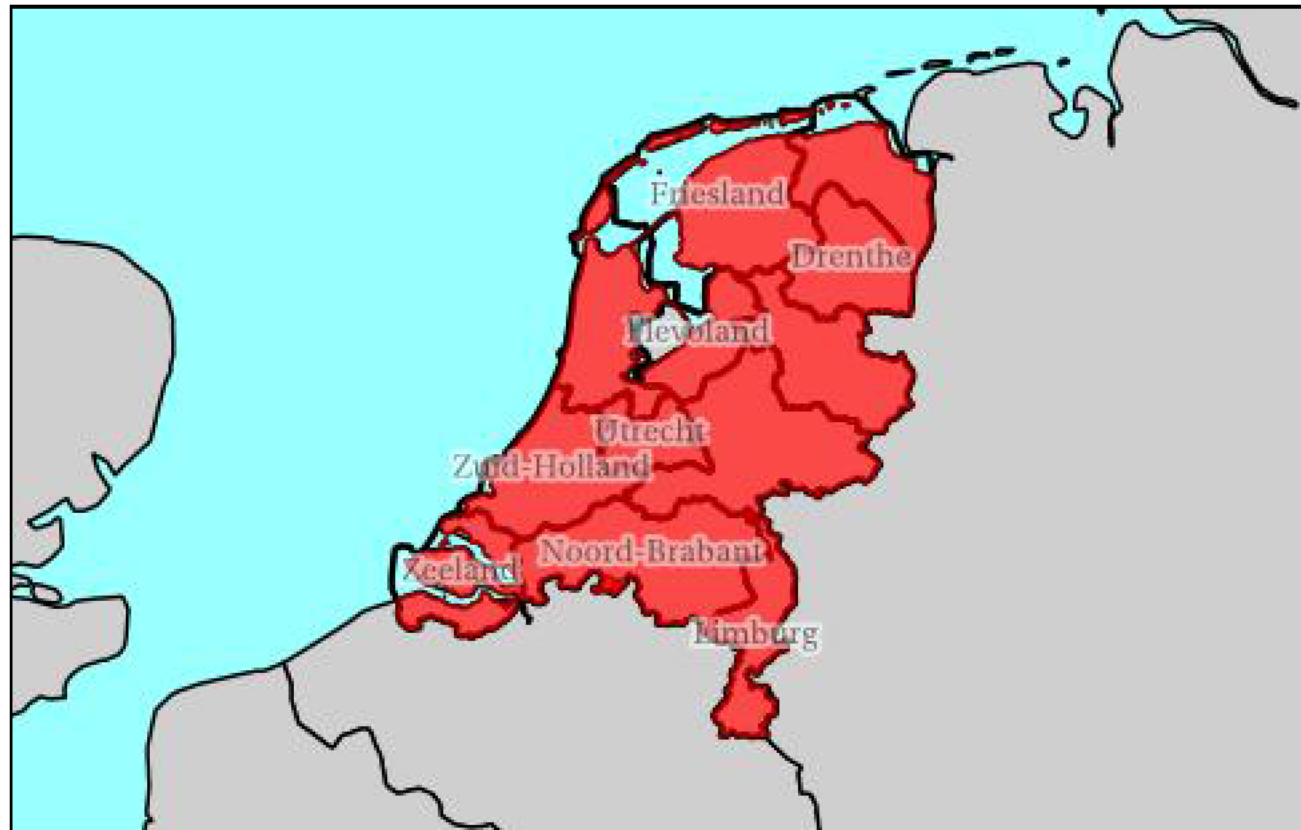 Friesland
Drenthe
Flevoland
Utrecht
Zuid-Holland
Noord-Brabant
Zeeland
Limburg